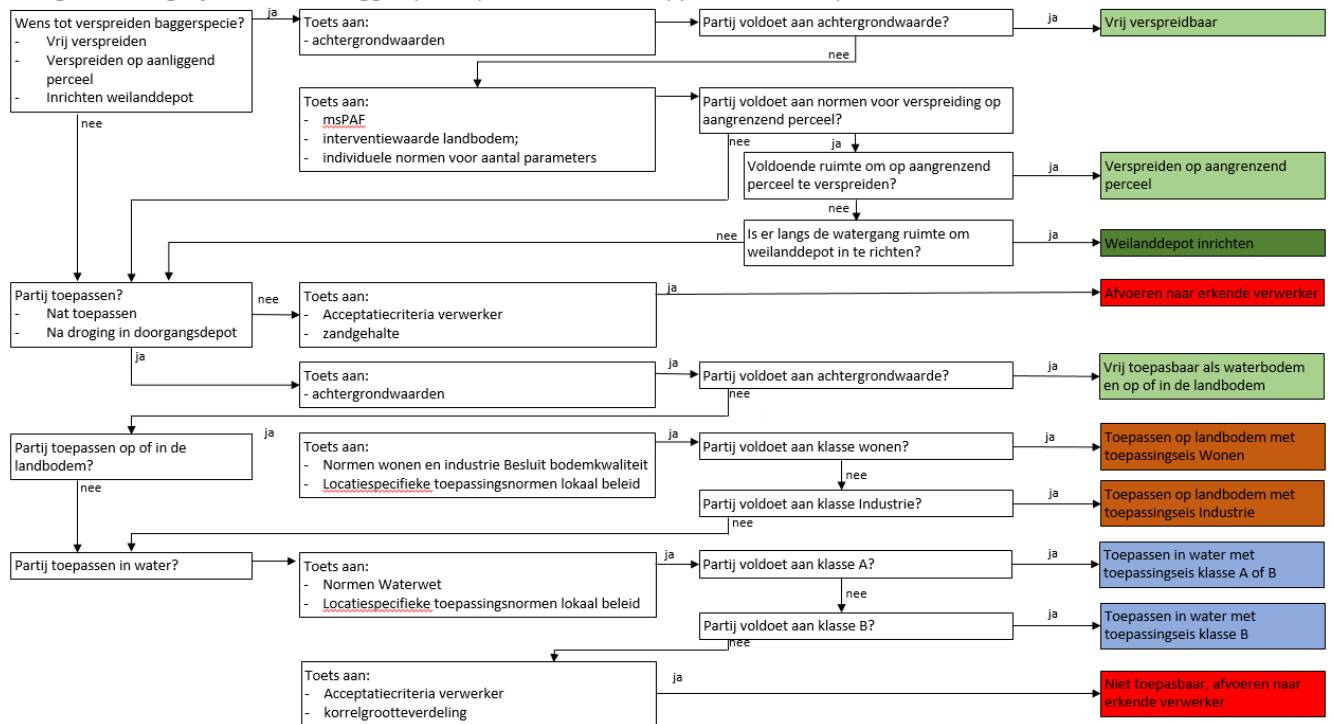 Wens tot verspreiden baggerspecie?
- Vrij verspreiden
- Verspreiden op aanliggend
perceel
- Inrichten weilanddepot
ja
Toets aan:
- achtergrondwaarden
Partij voldoet aan achtergrondwaarde?
ja
Vrij verspreidbaar
nee
nee
Toets aan:
- msPAF
- interventiewaarde landbodem;
- individuele normen voor aantal parameters
Partij voldoet aan normen voor verspreiding op
aangrenzend perceel?
nee
ja
Voldoende ruimte om op aangrenzend
perceel te verspreiden?
ja
Verspreiden op aangrenzend
perceel
nee
nee
Is er langs de watergang ruimte om
weilanddepot in te richten?
ja
Weilanddepot inrichten
Partij toepassen?
- Nat toepassen
- Na droging in doorgangsdepot
nee
Toets aan:
- Acceptatiecriteria verwerker
- zandgehalte
ja
Afvoeren naar erkende verwerker
ja
Toets aan:
- achtergrondwaarden
ja
Partij voldoet aan achtergrondwaarde?
ja
Vrij toepasbaar als waterbodem
en op of in de landbodem
nee
Partij toepassen op of in de
landbodem?
ja
Toets aan:
- Normen wonen en industrie Besluit bodemkwaliteit
- Locatiespecifieke toepassingsnormen lokaal beleid
ja
Partij voldoet aan klasse wonen?
ja
Toepassen op landbodem met
toepassingseis Wonen
nee
nee
Partij voldoet aan klasse Industrie?
ja
Toepassen op landbodem met
toepassingseis Industrie
nee
Partij toepassen in water?
Toets aan:
- Normen Waterwet
- Locatiespecifieke toepassingsnormen lokaal beleid
ja
Partij voldoet aan klasse A?
ja
Toepassen in water met
toepassingseis klasse A of B
nee
Partij voldoet aan klasse B?
ja
Toepassen in water met
toepassingseis klasse B
nee
Toets aan:
- Acceptatiecriteria verwerker
- korrelgrootteverdeling
ja
Niet toepasbaar, afvoeren naar
erkende verwerker